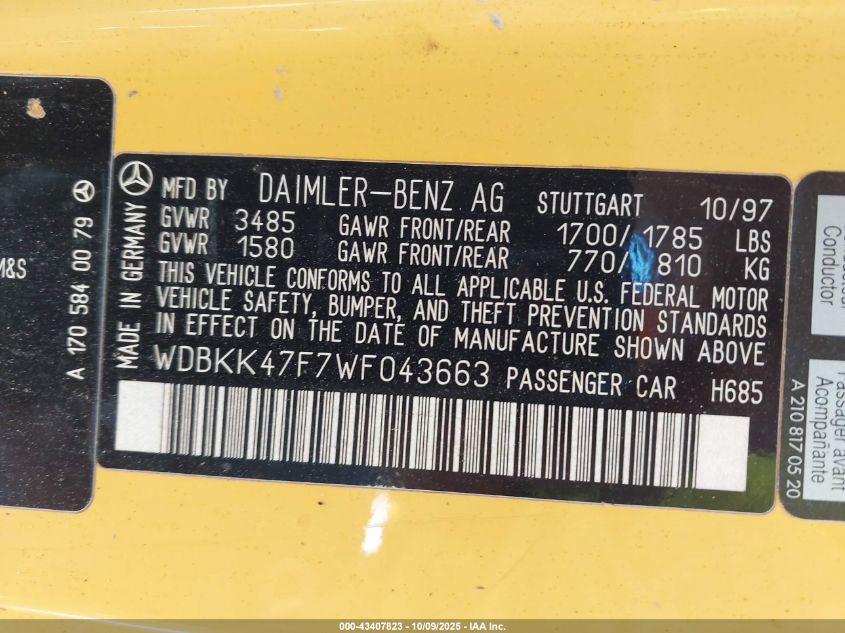 M&S
A 170 584 00 79
MADE IN GERMANY
MFD BY DAIMLER-BENZ AG STUTTGART 10/97
GVWR 3485 GAWR FRONT/REAR 1700/ 1785 LBS
GVWR 1580 GAWR FRONT/REAR 770/ 810 KG
THIS VEHICLE CONFORMS TO ALL APPLICABLE U.S. FEDERAL MOTOR
VEHICLE SAFETY, BUMPER, AND THEFT PREVENTION STANDARDS
IN EFFECT ON THE DATE OF MANUFACTURE SHOWN ABOVE
WDBKK47F7WF043663 PASSENGER CAR H685
Conductor
Passager avant
Acompañante
A 210 817 05 20
000-43407823 - 10/09/2025 - IAA Inc.